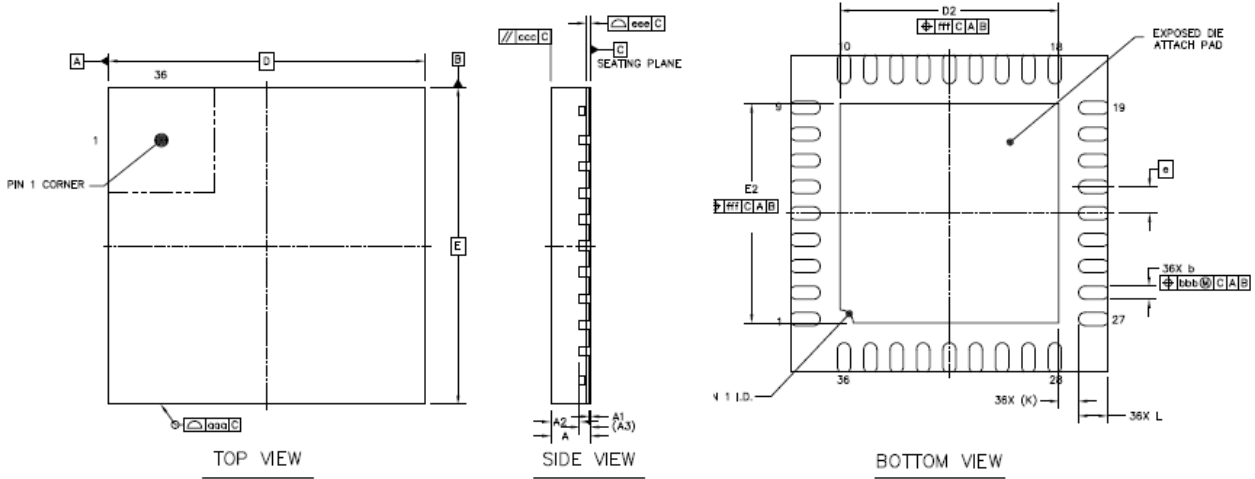 A
D
B
36
1
PIN 1 CORNER
E
aaa C
TOP VIEW
// ccc C
eee C
C
SEATING PLANE
A2
A1
(A3)
A
SIDE VIEW
D2
fff C A B
10
18
EXPOSED DIE
ATTACH PAD
9
19
E2
fff C A B
e
36X b
bbb Ⓜ C A B
1
27
N 1 I.D.
36
28
36X (K)
36X L
BOTTOM VIEW